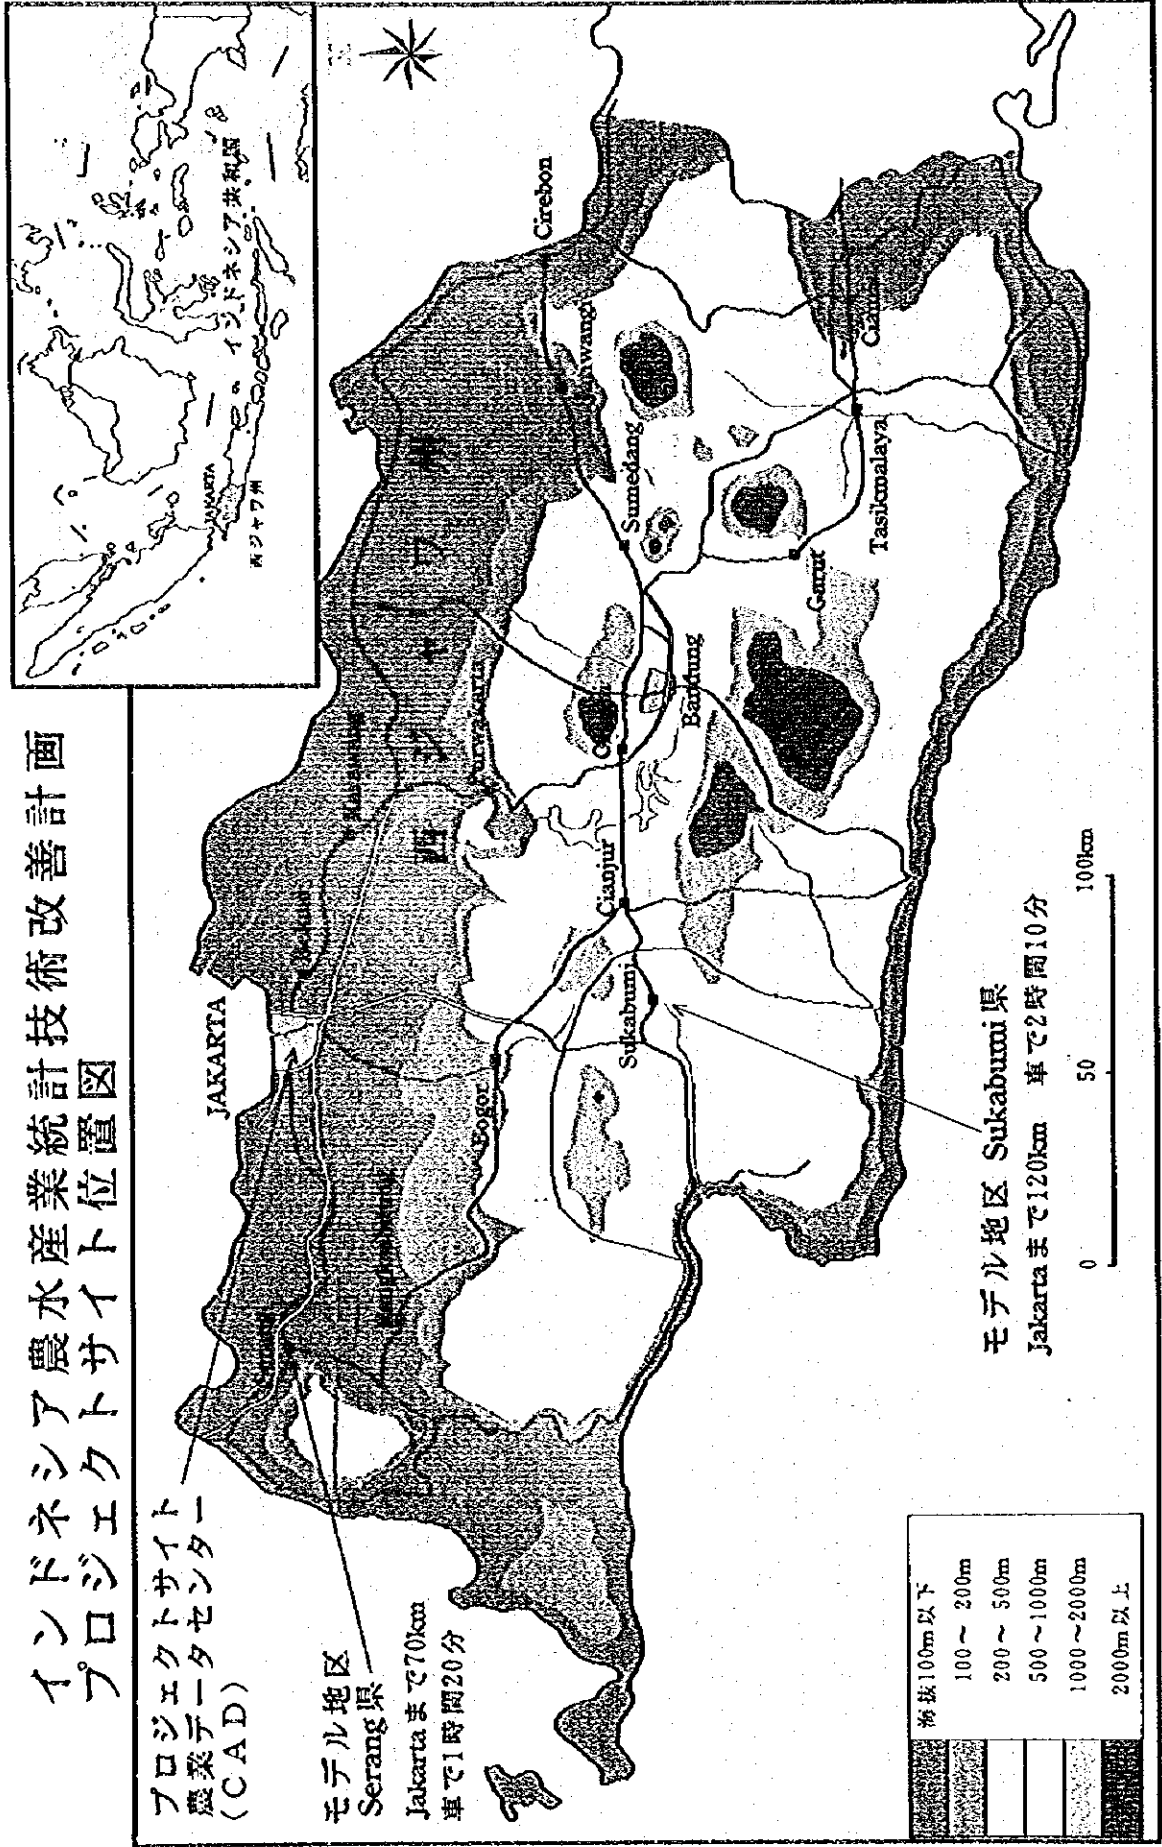 インドネシア農水産業統計技術改善計画
プロジェクトサイト位置図
JAKARTA
西ジャワ州
インドネシア共和国
プロジェクトサイト
農業データセンター
(CAD)
モデル地区
Serang県
Jakartaまで70km
車で1時間20分
JAKARTA
西ジャワ州
Cirebon
Sumedang
Purwakarta
Bogor
Cianjur
Sukabumi
Bandung
Garut
Tasikmalaya
Ciamis
モデル地区 Sukabumi県
Jakartaまで120km 車で2時間10分
0 50 100km
海抜100m以下
100～200m
200～500m
500～1000m
1000～2000m
2000m以上